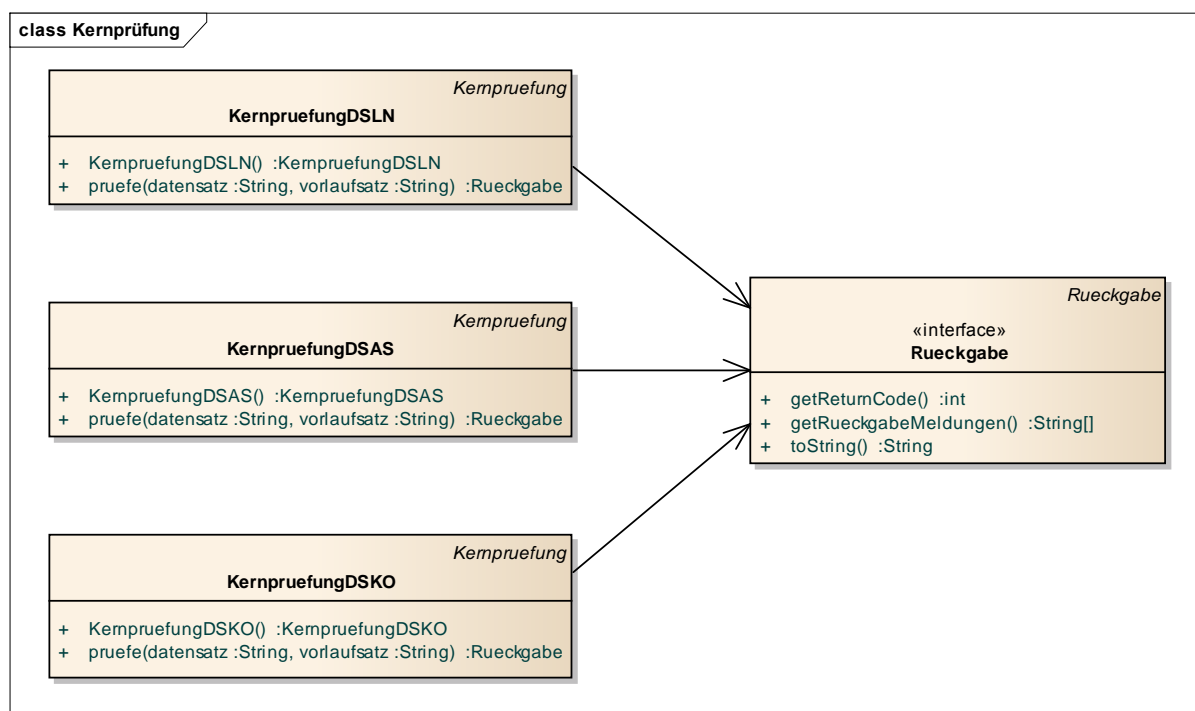 class Kernprüfung
Kernpruefung
KernpruefungDSLN
+ KernpruefungDSLN() :KernpruefungDSLN
+ pruefe(datensatz :String, vorlaufsatz :String) :Rueckgabe
Kernpruefung
KernpruefungDSAS
+ KernpruefungDSAS() :KernpruefungDSAS
+ pruefe(datensatz :String, vorlaufsatz :String) :Rueckgabe
Kernpruefung
KernpruefungDSKO
+ KernpruefungDSKO() :KernpruefungDSKO
+ pruefe(datensatz :String, vorlaufsatz :String) :Rueckgabe
Rueckgabe
«interface»
Rueckgabe
+ getReturnCode() :int
+ getRueckgabeMeldungen() :String[]
+ toString() :String